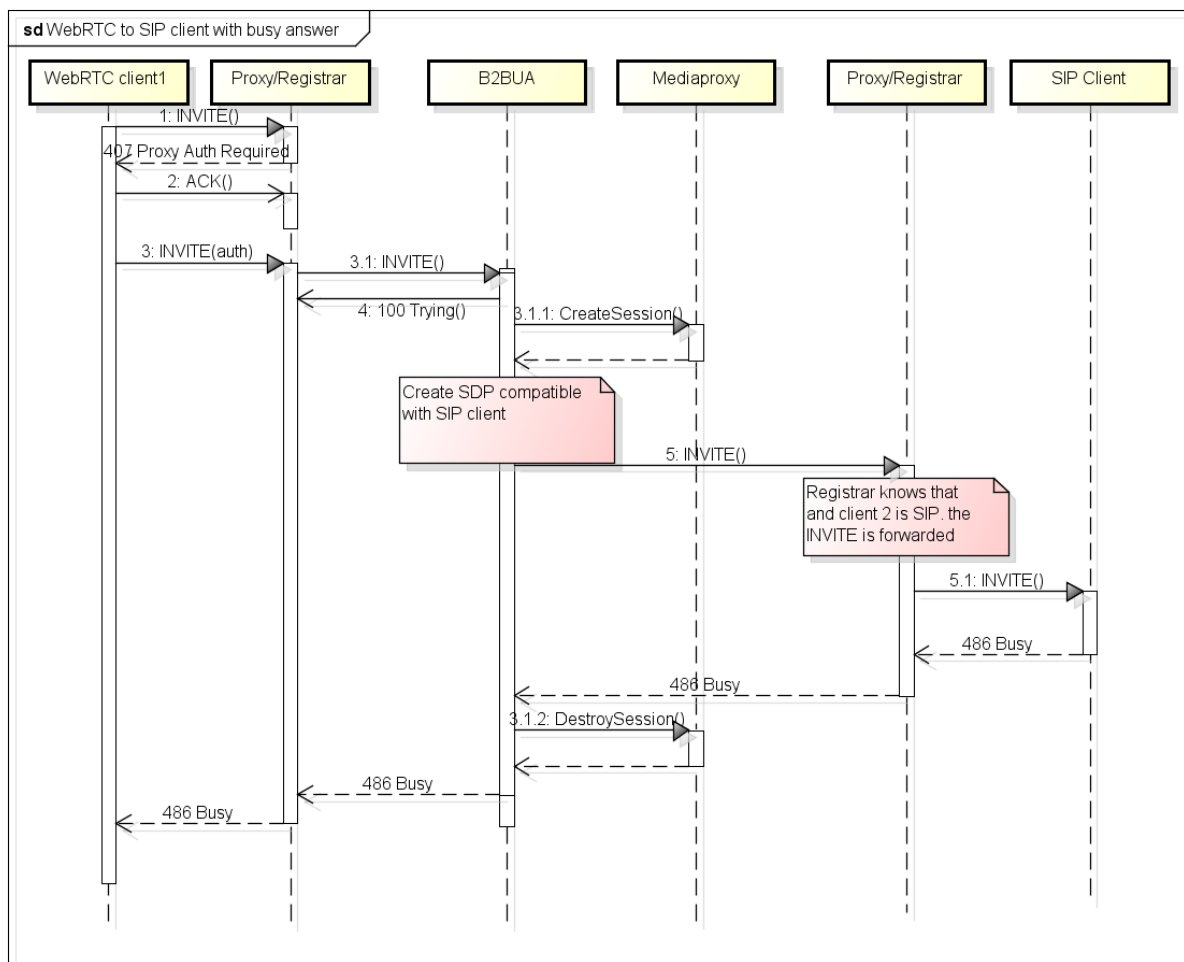 sd WebRTC to SIP client with busy answer
WebRTC client1
Proxy/Registrar
B2BUA
Mediaproxy
Proxy/Registrar
SIP Client
1: INVITE()
407 Proxy Auth Required
2: ACK()
3: INVITE(auth)
3.1: INVITE()
4: 100 Trying()
3.1.1: CreateSession()
Create SDP compatible
with SIP client
5: INVITE()
Registrar knows that
and client 2 is SIP. the
INVITE is forwarded
5.1: INVITE()
486 Busy
486 Busy
3.1.2: DestroySession()
486 Busy
486 Busy